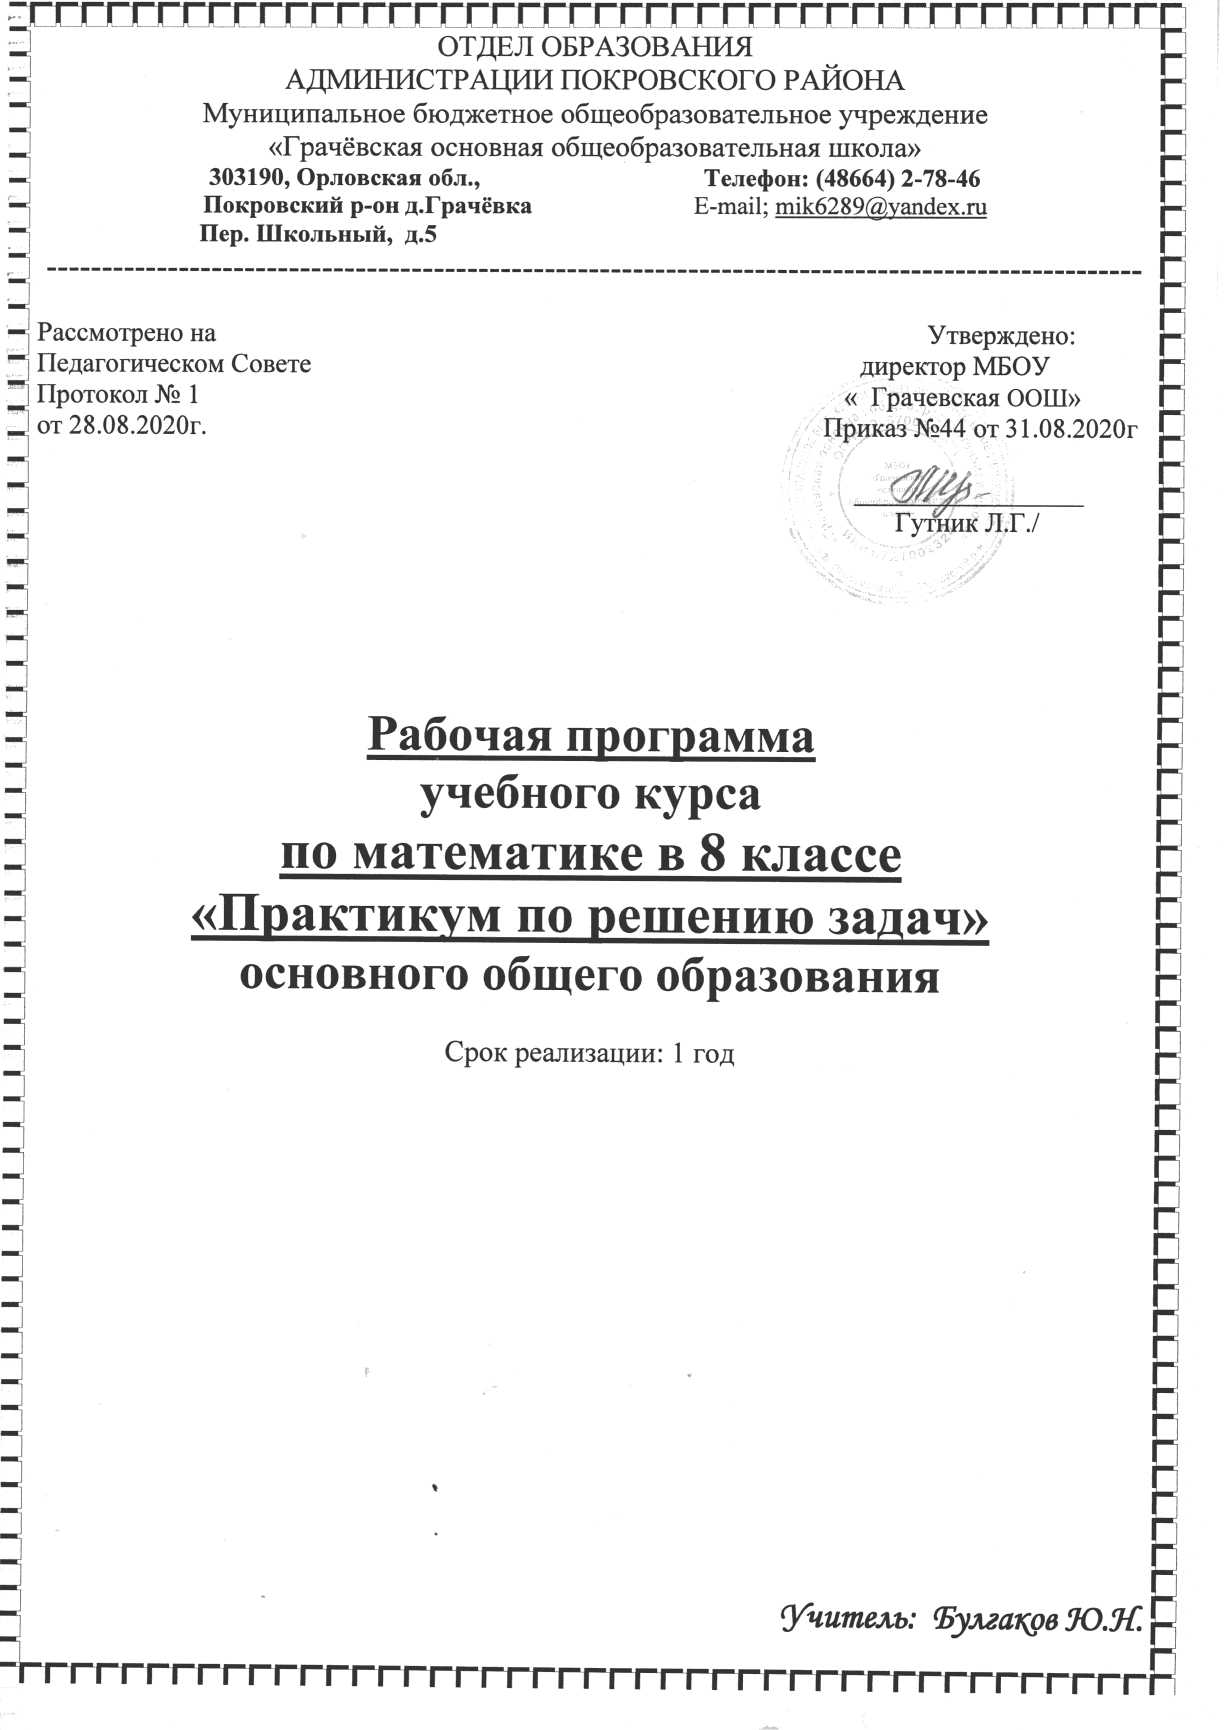 ОТДЕЛ ОБРАЗОВАНИЯ
АДМИНИСТРАЦИИ ПОКРОВСКОГО РАЙОНА
Муниципальное бюджетное общеобразовательное учреждение
«Грачёвская основная общеобразовательная школа»
303190, Орловская обл., Телефон: (48664) 2-78-46
Покровский р-он д.Грачёвка E-mail; mik6289@yandex.ru
Пер. Школьный, д.5
Рассмотрено на
Педагогическом Совете
Протокол № 1
от 28.08.2020г.
Утверждено:
директор МБОУ
« Грачевская ООШ»
Приказ №44 от 31.08.2020г
Гутник Л.Г./
Рабочая программа
учебного курса
по математике в 8 классе
«Практикум по решению задач»
основного общего образования
Срок реализации: 1 год
Учитель: Булгаков Ю.Н.